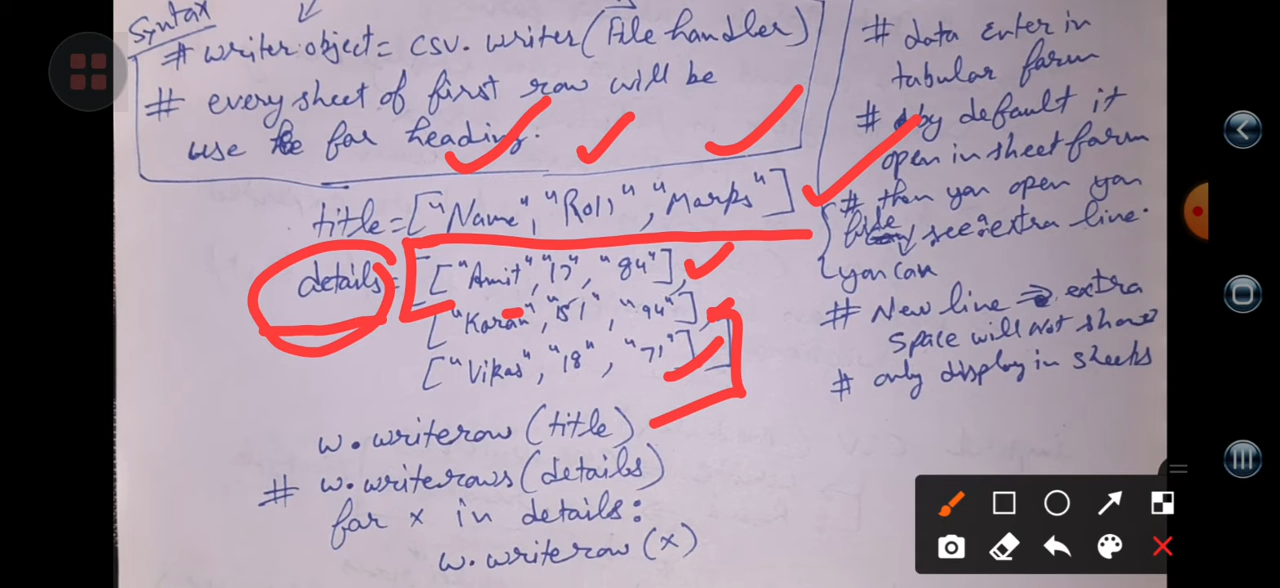 Syntax
# writer object = csv.writer(File handler)
# every sheet of first row will be
use for heading.
title = ["Name", "Roll", "Marks"]
details = [["Amit", "17", "84"],
["Karan", "51", "94"]
["Vikas", "18", "71"]]
w.writerow(title)
# w.writerows(details)
for x in details:
w.writerow(x)
# data enter in
tubular form
# by default it
open in sheet form
# then you open you
see extra line.
you can
# New line => extra
space will not show
# only display in sheets